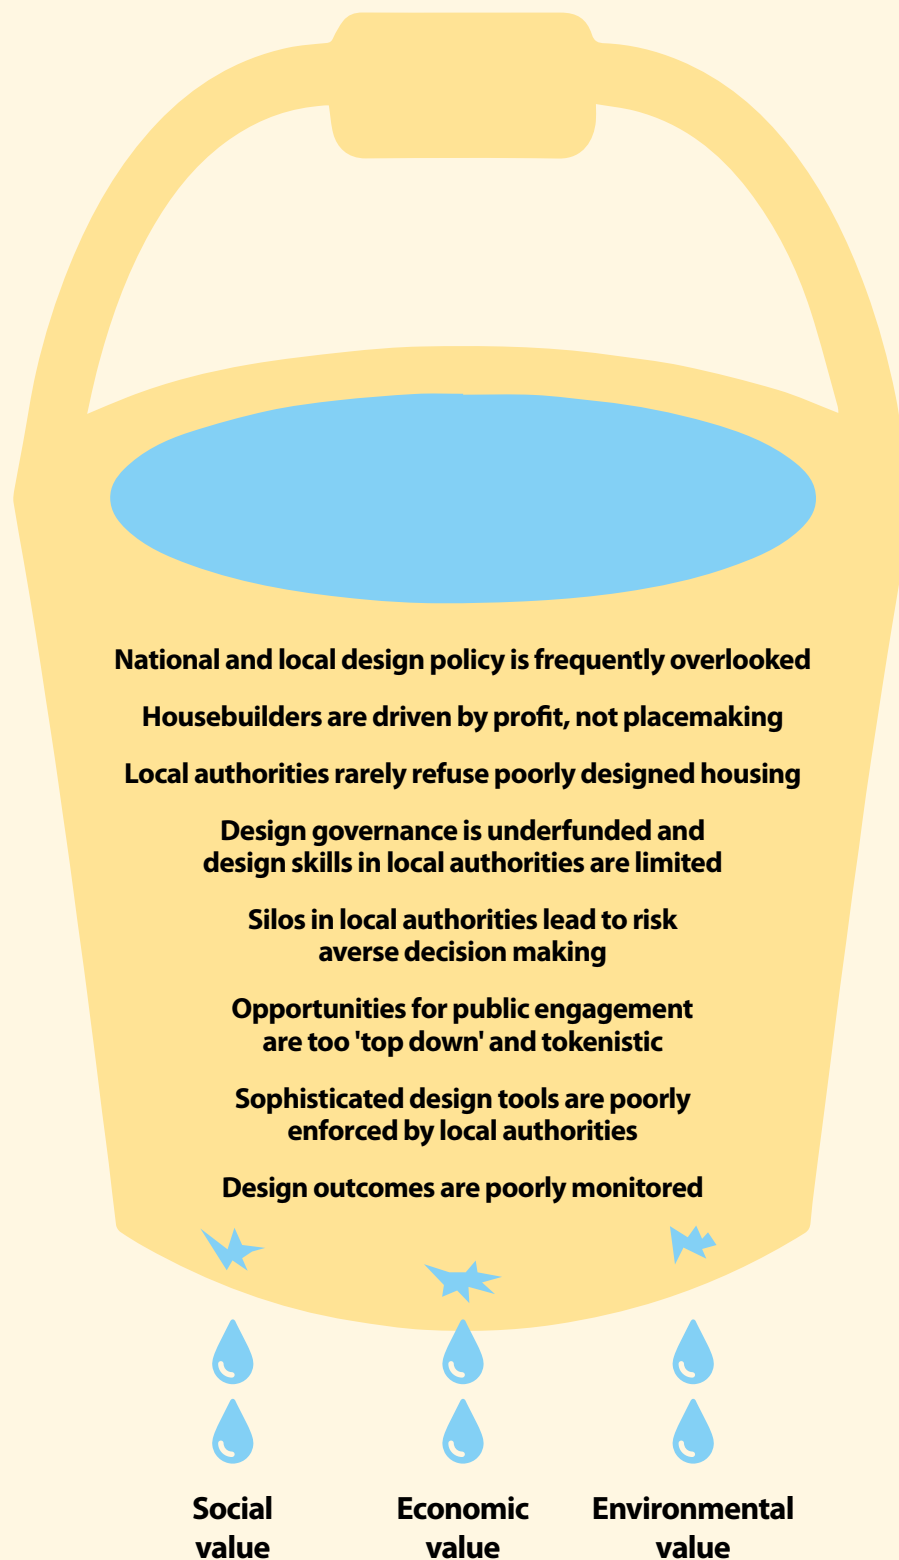 National and local design policy is frequently overlooked
Housebuilders are driven by profit, not placemaking
Local authorities rarely refuse poorly designed housing
Design governance is underfunded and
design skills in local authorities are limited
Silos in local authorities lead to risk
averse decision making
Opportunities for public engagement
are too 'top down' and tokenistic
Sophisticated design tools are poorly
enforced by local authorities
Design outcomes are poorly monitored
Social
value
Economic
value
Environmental
value